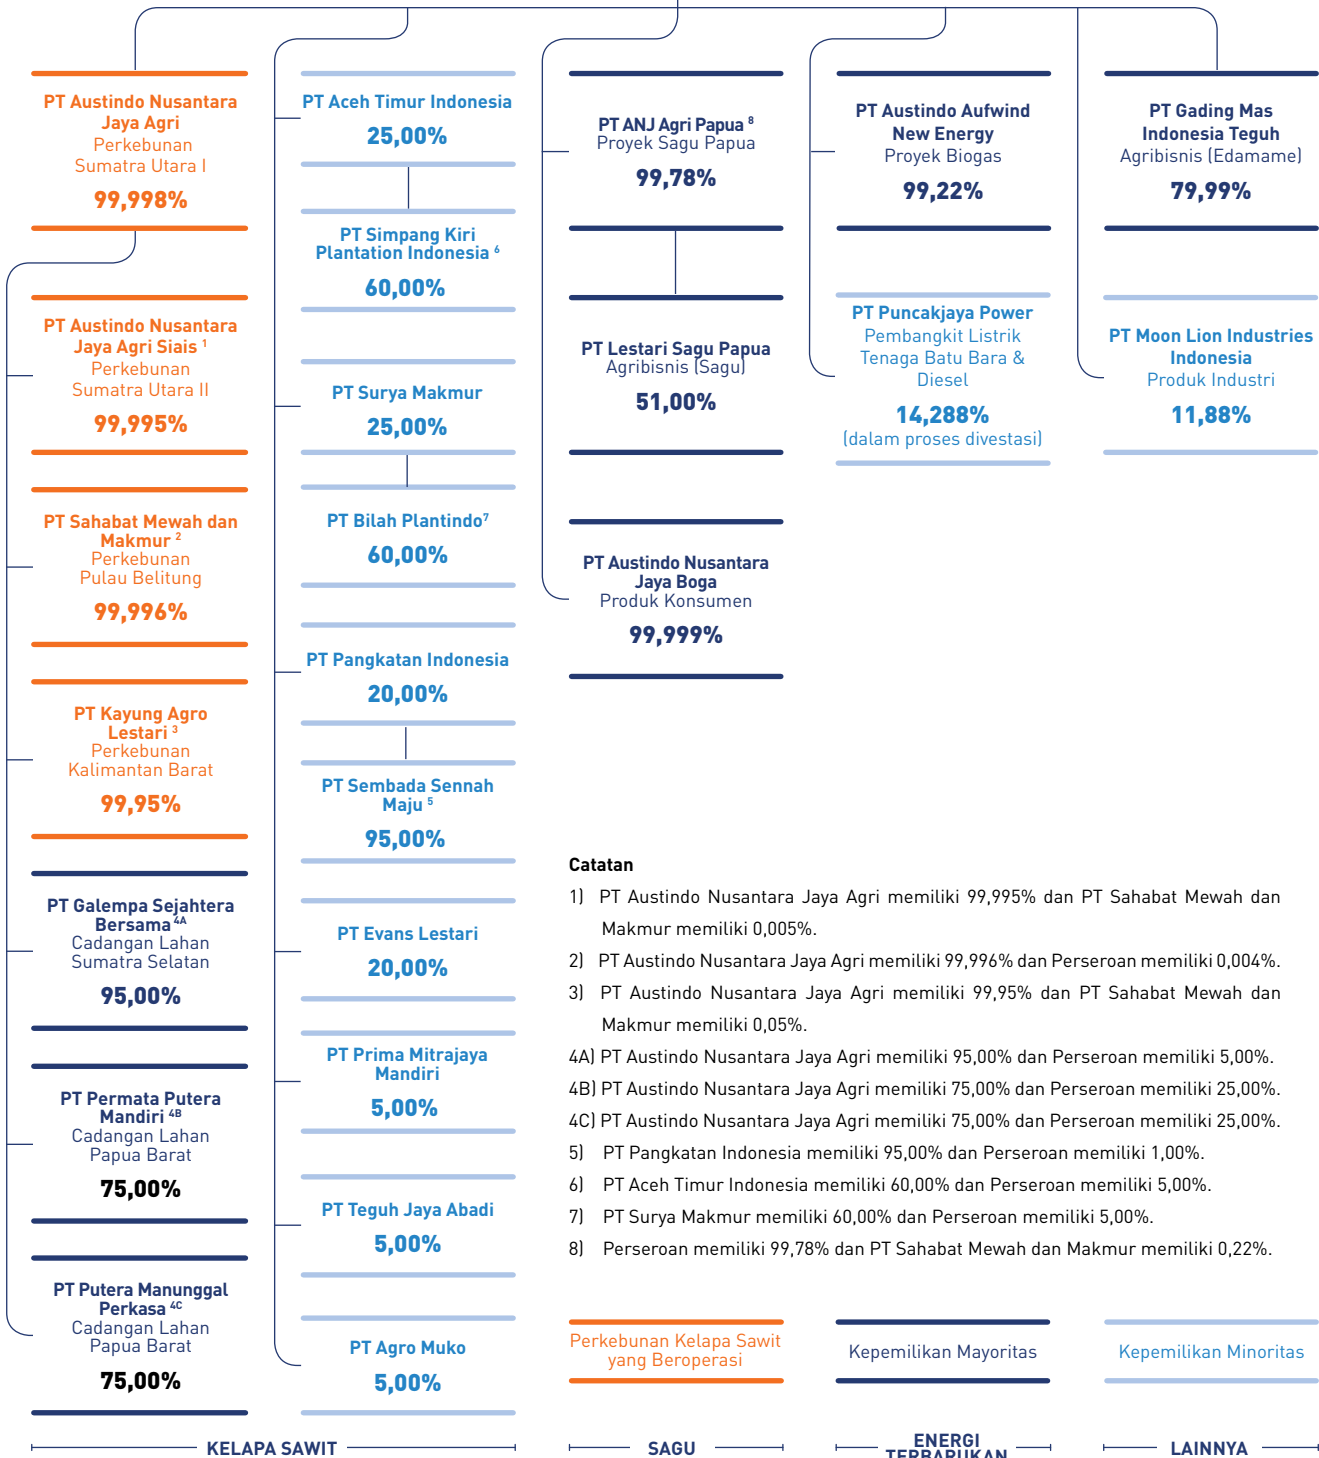 PT Austindo Nusantara
Jaya Agri
Perkebunan
Sumatra Utara I
99,998%
PT Austindo Nusantara
Jaya Agri Siais ¹
Perkebunan
Sumatra Utara II
99,995%
PT Sahabat Mewah dan
Makmur ²
Perkebunan
Pulau Belitung
99,996%
PT Kayung Agro
Lestari ³
Perkebunan
Kalimantan Barat
99,95%
PT Galempa Sejahtera
Bersama 4A
Cadangan Lahan
Sumatra Selatan
95,00%
PT Permata Putera
Mandiri 4B
Cadangan Lahan
Papua Barat
75,00%
PT Putera Manunggal
Perkasa 4C
Cadangan Lahan
Papua Barat
75,00%
PT Aceh Timur Indonesia
25,00%
PT Simpang Kiri
Plantation Indonesia ⁶
60,00%
PT Surya Makmur
25,00%
PT Bilah Plantindo⁷
60,00%
PT Pangkatan Indonesia
20,00%
PT Sembada Sennah
Maju ⁵
95,00%
PT Evans Lestari
20,00%
PT Prima Mitrajaya
Mandiri
5,00%
PT Teguh Jaya Abadi
5,00%
PT Agro Muko
5,00%
PT ANJ Agri Papua ⁸
Proyek Sagu Papua
99,78%
PT Lestari Sagu Papua
Agribisnis (Sagu)
51,00%
PT Austindo Nusantara
Jaya Boga
Produk Konsumen
99,999%
PT Austindo Aufwind
New Energy
Proyek Biogas
99,22%
PT Puncakjaya Power
Pembangkit Listrik
Tenaga Batu Bara &
Diesel
14,288%
(dalam proses divestasi)
PT Gading Mas
Indonesia Teguh
Agribisnis (Edamame)
79,99%
PT Moon Lion Industries
Indonesia
Produk Industri
11,88%
Catatan
1) PT Austindo Nusantara Jaya Agri memiliki 99,995% dan PT Sahabat Mewah dan
Makmur memiliki 0,005%.
2) PT Austindo Nusantara Jaya Agri memiliki 99,996% dan Perseroan memiliki 0,004%.
3) PT Austindo Nusantara Jaya Agri memiliki 99,95% dan PT Sahabat Mewah dan
Makmur memiliki 0,05%.
4A) PT Austindo Nusantara Jaya Agri memiliki 95,00% dan Perseroan memiliki 5,00%.
4B) PT Austindo Nusantara Jaya Agri memiliki 75,00% dan Perseroan memiliki 25,00%.
4C) PT Austindo Nusantara Jaya Agri memiliki 75,00% dan Perseroan memiliki 25,00%.
5) PT Pangkatan Indonesia memiliki 95,00% dan Perseroan memiliki 1,00%.
6) PT Aceh Timur Indonesia memiliki 60,00% dan Perseroan memiliki 5,00%.
7) PT Surya Makmur memiliki 60,00% dan Perseroan memiliki 5,00%.
8) Perseroan memiliki 99,78% dan PT Sahabat Mewah dan Makmur memiliki 0,22%.
Perkebunan Kelapa Sawit
yang Beroperasi
Kepemilikan Mayoritas
Kepemilikan Minoritas
KELAPA SAWIT
SAGU
ENERGI
TERBARUKAN
LAINNYA